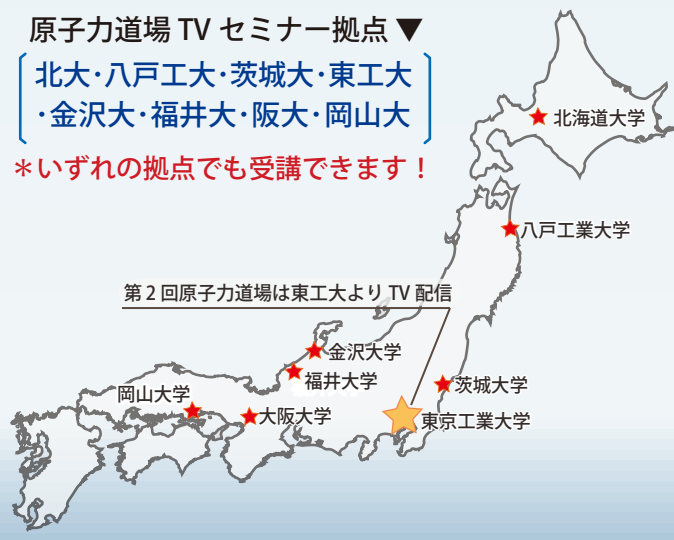 原子力道場 TV セミナー拠点 ▼
北大・八戸工大・茨城大・東工大
・金沢大・福井大・阪大・岡山大
＊いずれの拠点でも受講できます！
北海道大学
八戸工業大学
第2回原子力道場は東工大より TV 配信
金沢大学
福井大学
岡山大学
茨城大学
大阪大学
東京工業大学